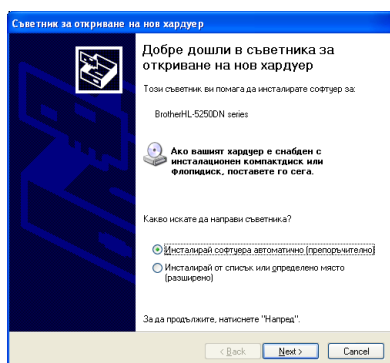 Съветник за откриване на нов хардуер
Добре дошли в съветника за
откриване на нов хардуер
Този съветник ви помага да инсталирате софтуер за:
BrotherHL-5250DN series
Ако вашият хардуер е снабден с
инсталационен компактдиск или
флопидиск, поставете го сега.
Какво искате да направи съветника?
Инсталирай софтуера автоматично (препоръчително)
Инсталирай от списък или определено място
(разширено)
За да продължите, натиснете "Напред".
< Back
Next >
Cancel